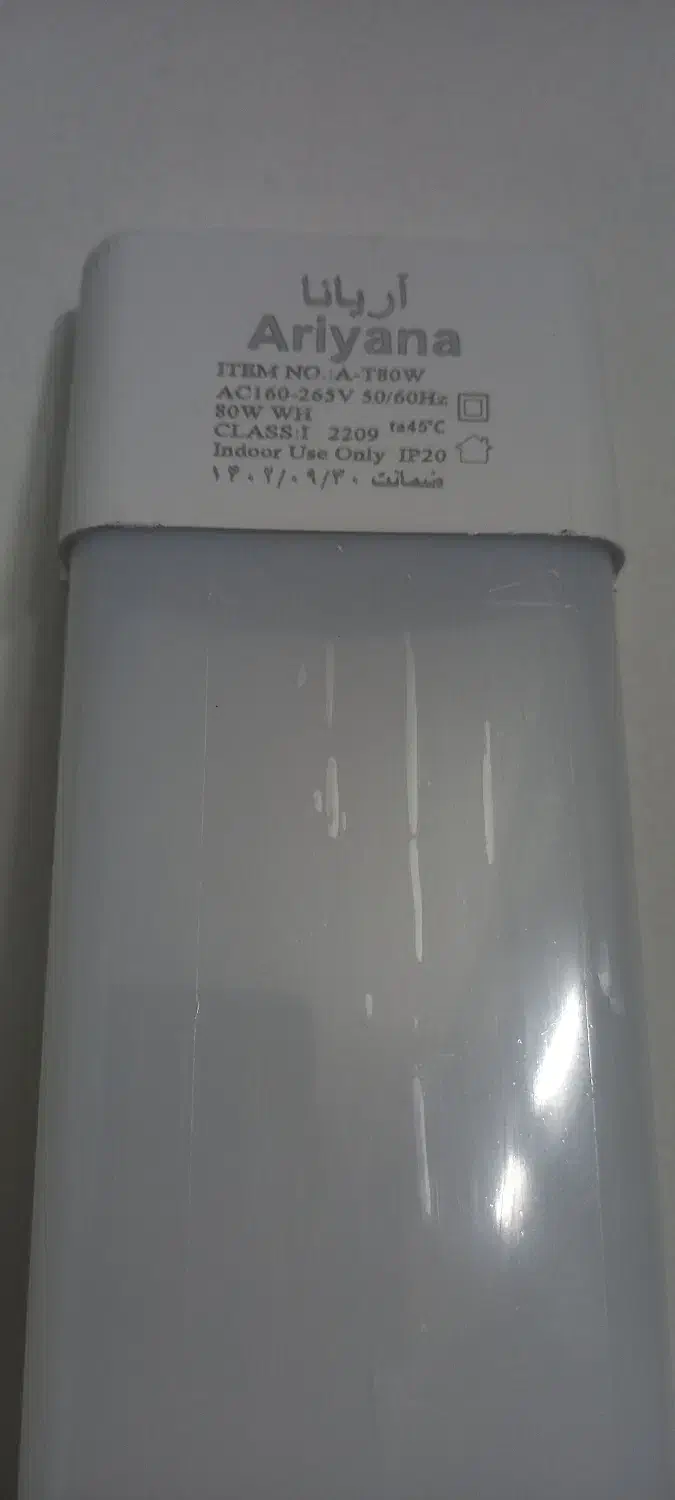 آریانا
Ariyana
ITEM NO.:A-T80W
AC160-265V 50/60Hz
80W WH
CLASS:I 2209 ta45°C
Indoor Use Only IP20
ضمانت ۱۴۰۲/۰۹/۳۰